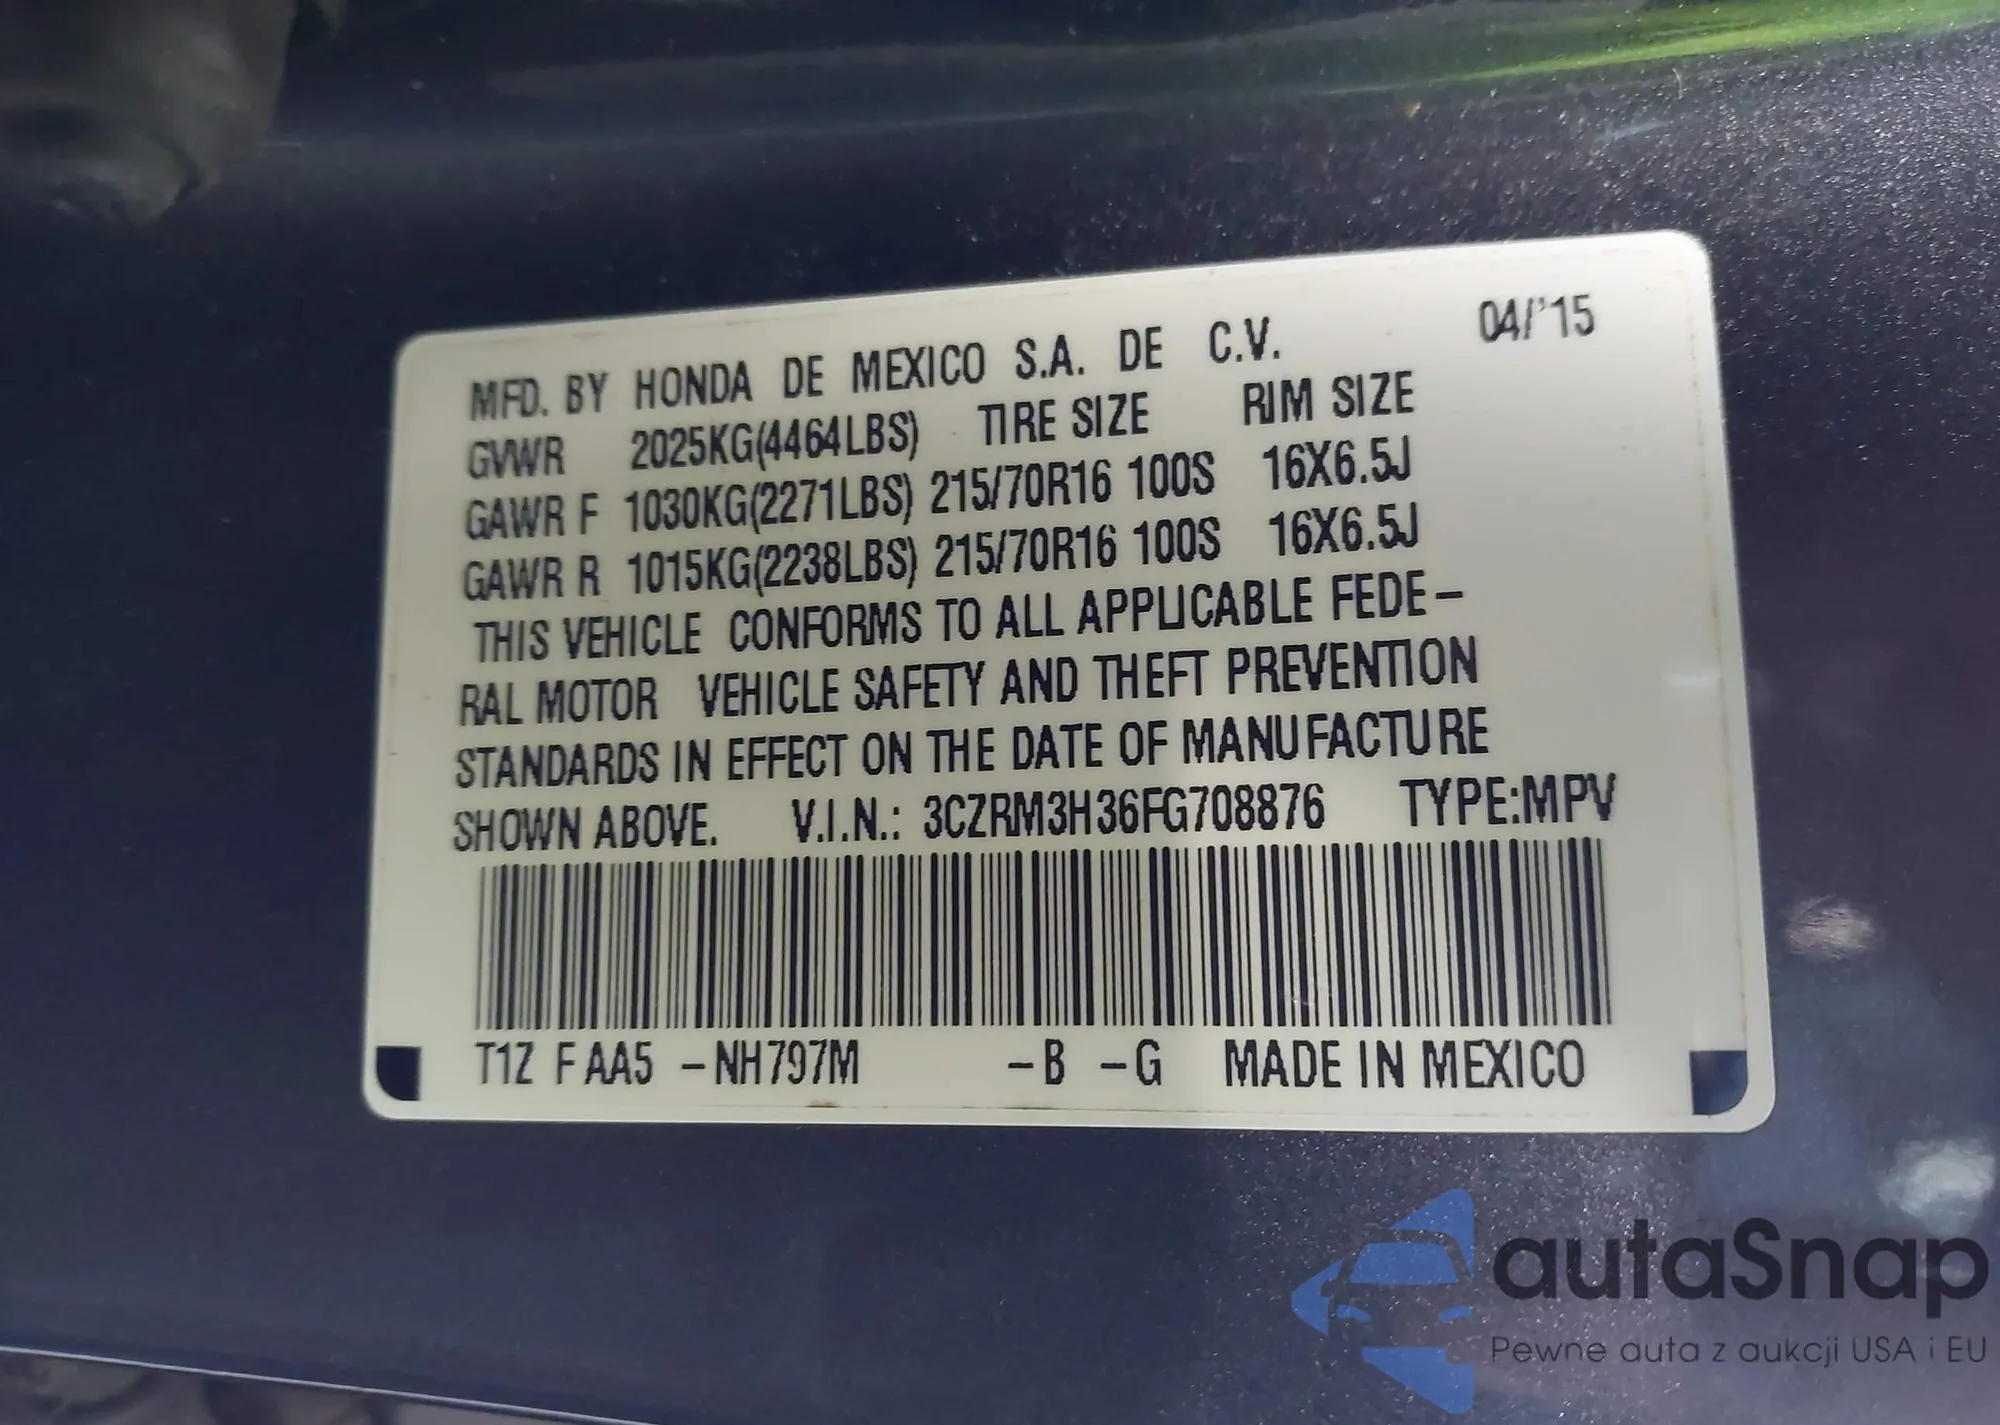 MFD. BY HONDA DE MEXICO S.A. DE C.V. 04/'15
GVWR 2025KG(4464LBS) TIRE SIZE RIM SIZE
GAWR F 1030KG(2271LBS) 215/70R16 100S 16X6.5J
GAWR R 1015KG(2238LBS) 215/70R16 100S 16X6.5J
THIS VEHICLE CONFORMS TO ALL APPLICABLE FEDE-
RAL MOTOR VEHICLE SAFETY AND THEFT PREVENTION
STANDARDS IN EFFECT ON THE DATE OF MANUFACTURE
SHOWN ABOVE. V.I.N.: 3CZRM3H36FG708876 TYPE:MPV
T1Z F AA5 -NH797M -B -G MADE IN MEXICO
autaSnap
Pewne auta z aukcji USA i EU